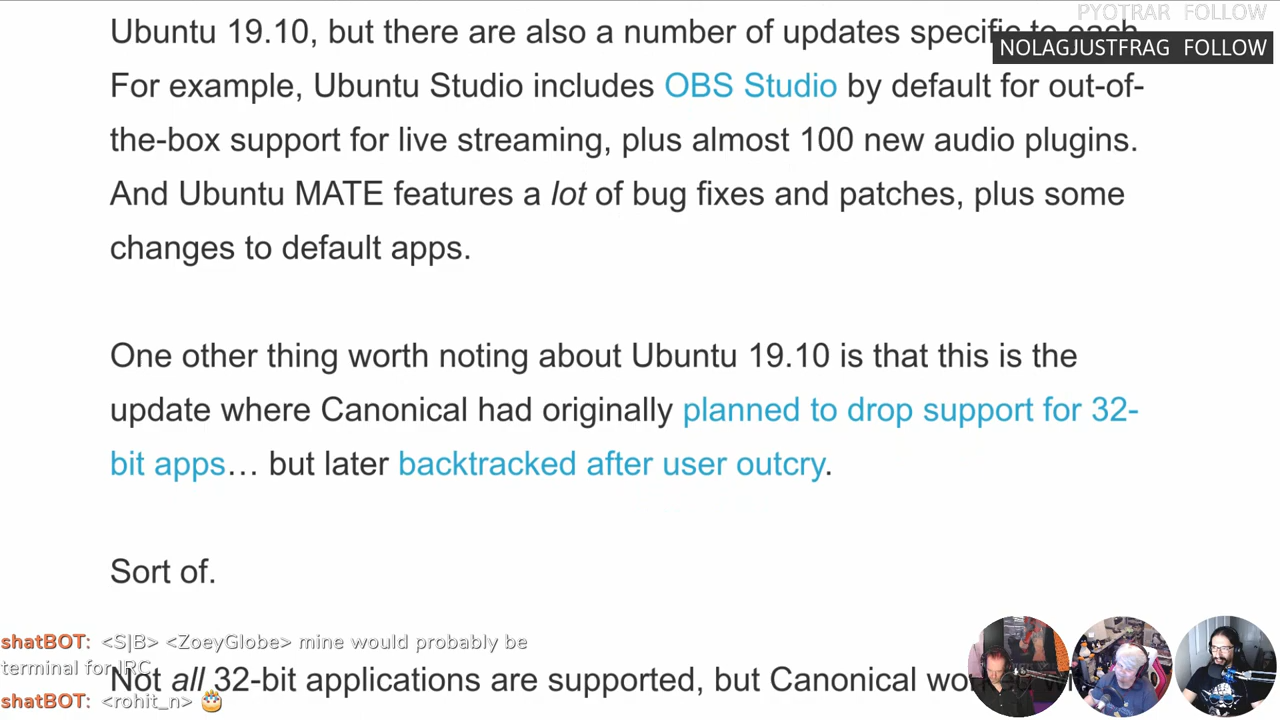 PYOTRAR FOLLOW
Ubuntu 19.10, but there are also a number of updates specific to each.
NOLAGJUSTFRAG FOLLOW
For example, Ubuntu Studio includes OBS Studio by default for out-of-
the-box support for live streaming, plus almost 100 new audio plugins.
And Ubuntu MATE features a lot of bug fixes and patches, plus some
changes to default apps.
One other thing worth noting about Ubuntu 19.10 is that this is the
update where Canonical had originally planned to drop support for 32-
bit apps… but later backtracked after user outcry.
Sort of.
shatBOT: <S|B> <ZoeyGlobe> mine would probably be
terminal for IRC
Not all 32-bit applications are supported, but Canonical
shatBOT: <rohit_n> 🎂